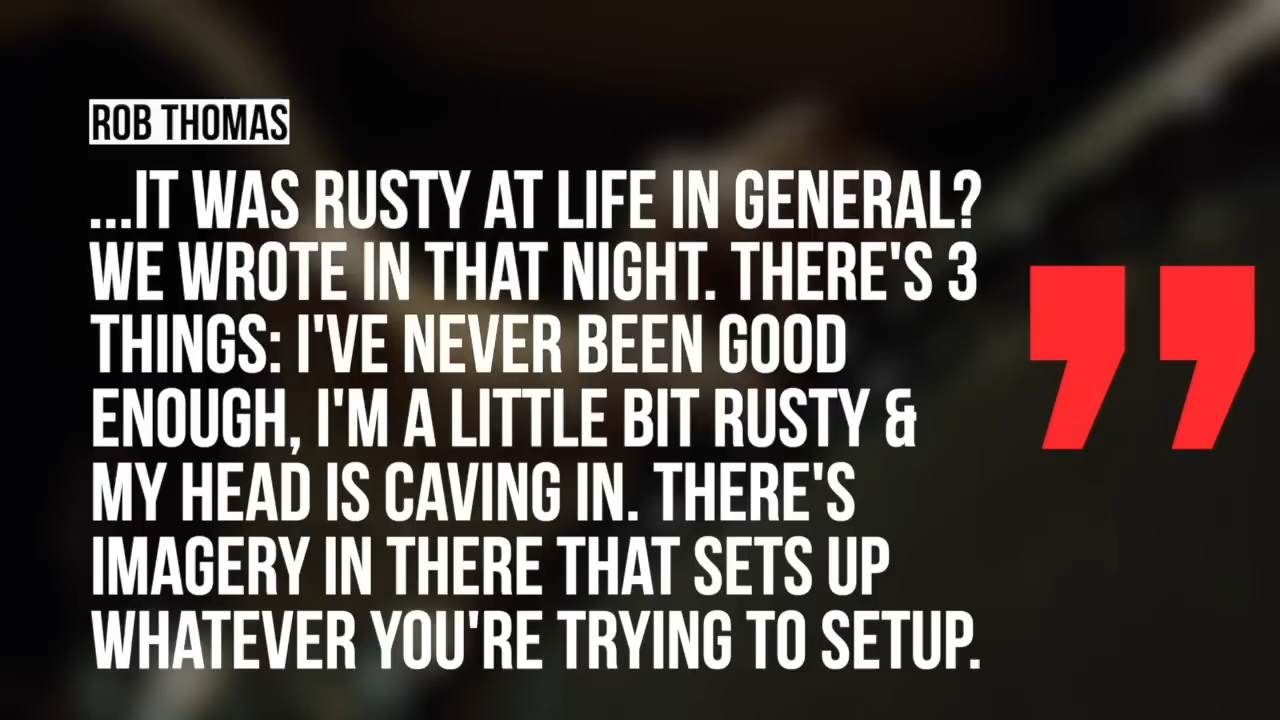 ROB THOMAS
...IT WAS RUSTY AT LIFE IN GENERAL?
WE WROTE IN THAT NIGHT. THERE'S 3
THINGS: I'VE NEVER BEEN GOOD
ENOUGH, I'M A LITTLE BIT RUSTY &
MY HEAD IS CAVING IN. THERE'S
IMAGERY IN THERE THAT SETS UP
WHATEVER YOU'RE TRYING TO SETUP.
”